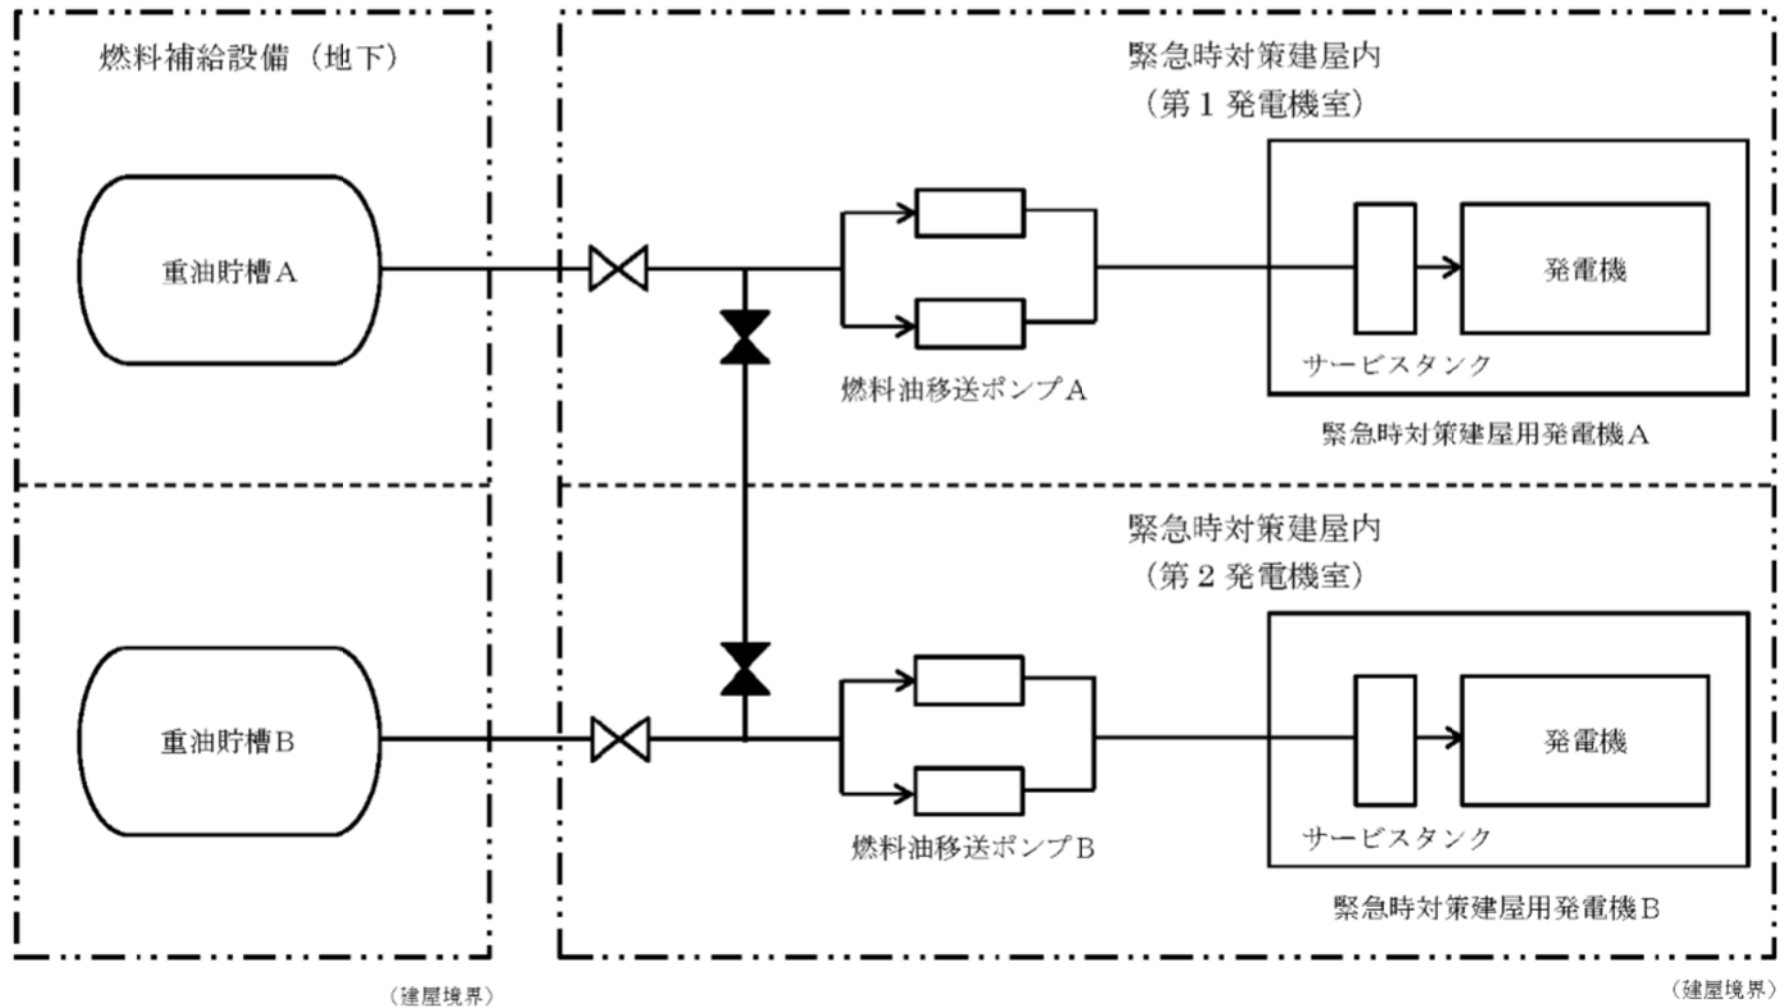 燃料補給設備（地下）
緊急時対策建屋内
（第１発電機室）
重油貯槽Ａ
発電機
サービスタンク
燃料油移送ポンプＡ
緊急時対策建屋用発電機Ａ
緊急時対策建屋内
（第２発電機室）
重油貯槽Ｂ
発電機
サービスタンク
燃料油移送ポンプＢ
緊急時対策建屋用発電機Ｂ
（建屋境界）
（建屋境界）